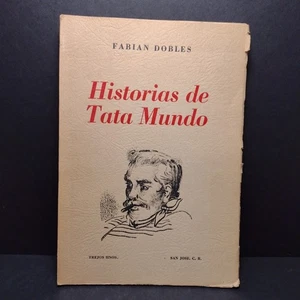 FABIAN DOBLES
Historias de
Tata Mundo
TREJOS HNOS.
SAN JOSE, C. R.